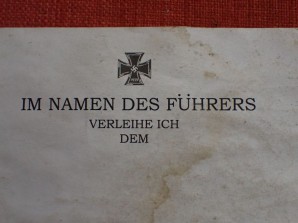 IM NAMEN DES FÜHRERS
VERLEIHE ICH
DEM